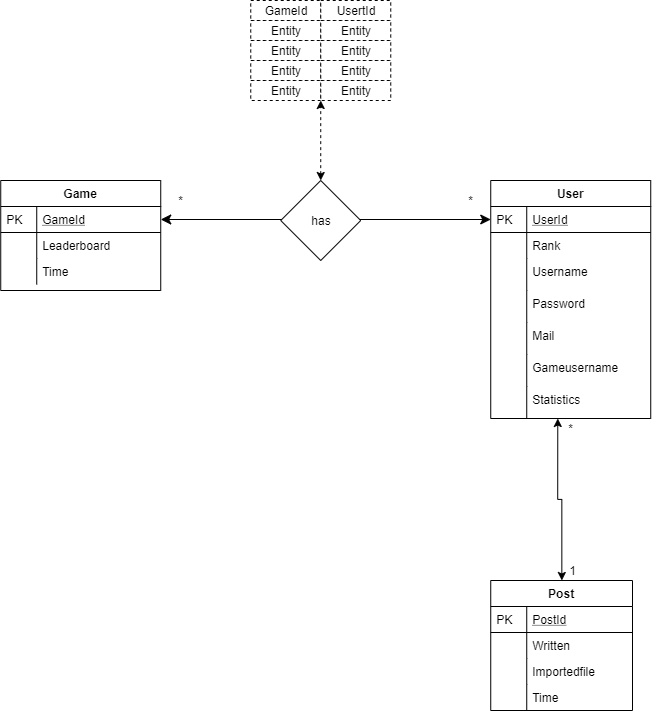 GameId UsertId
Entity Entity
Entity Entity
Entity Entity
Entity Entity
Game
PK GameId
Leaderboard
Time
*
has
*
User
PK UserId
Rank
Username
Password
Mail
Gameusername
Statistics
*
1
Post
PK PostId
Written
Importedfile
Time